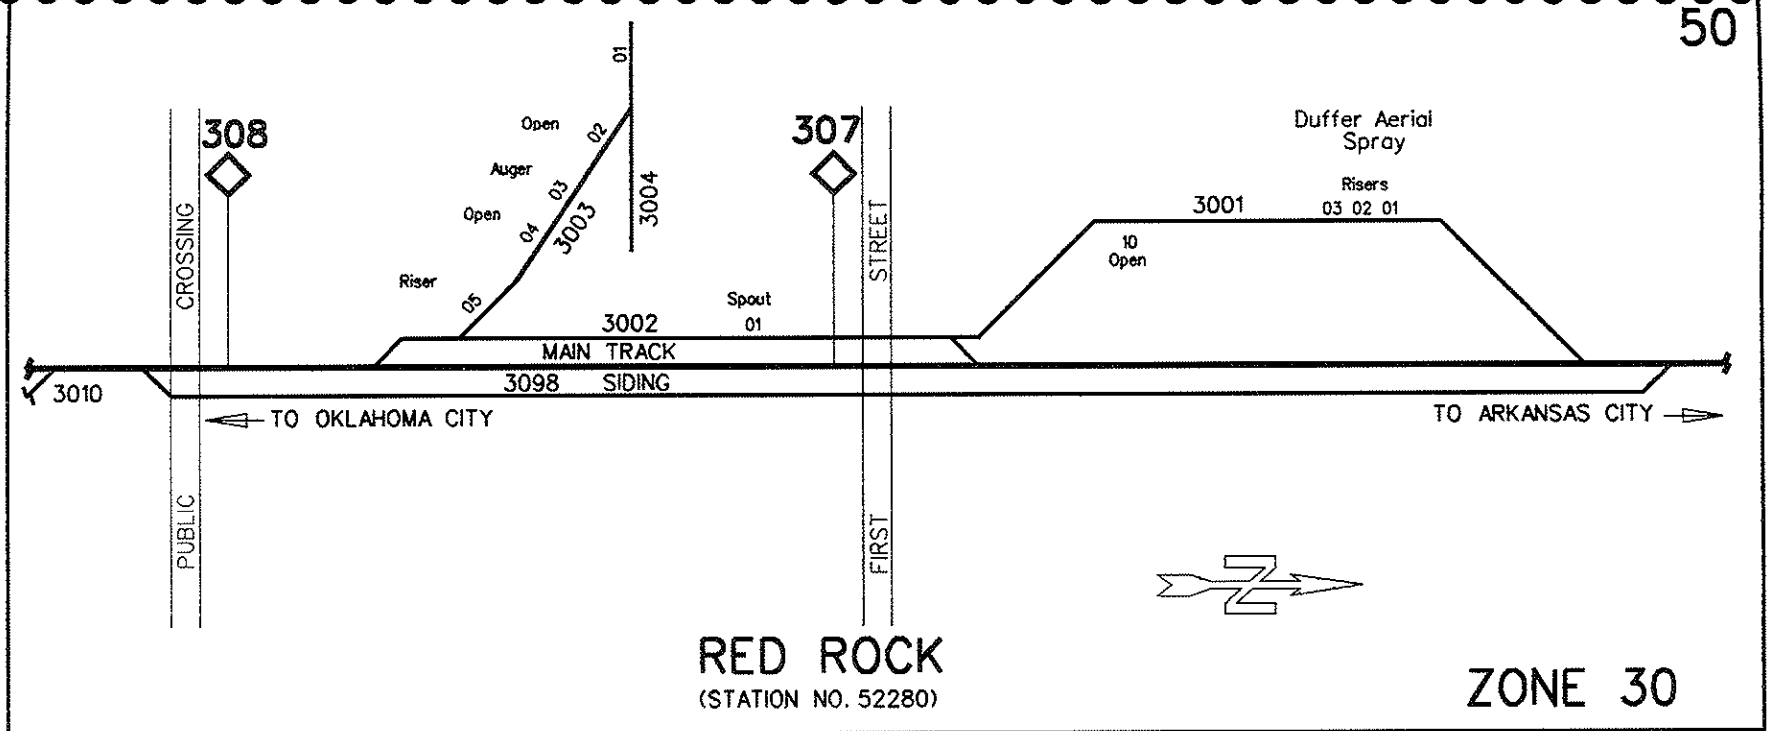 50
308
CROSSING
PUBLIC
Open
Auger
Open
Riser
01
02
03
04
05
3003
3004
307
STREET
FIRST
Duffer Aerial
Spray
Risers
3001
03 02 01
10
Open
Spout
3002
01
MAIN TRACK
3098 SIDING
3010
TO OKLAHOMA CITY
TO ARKANSAS CITY
N
RED ROCK
(STATION NO. 52280)
ZONE 30